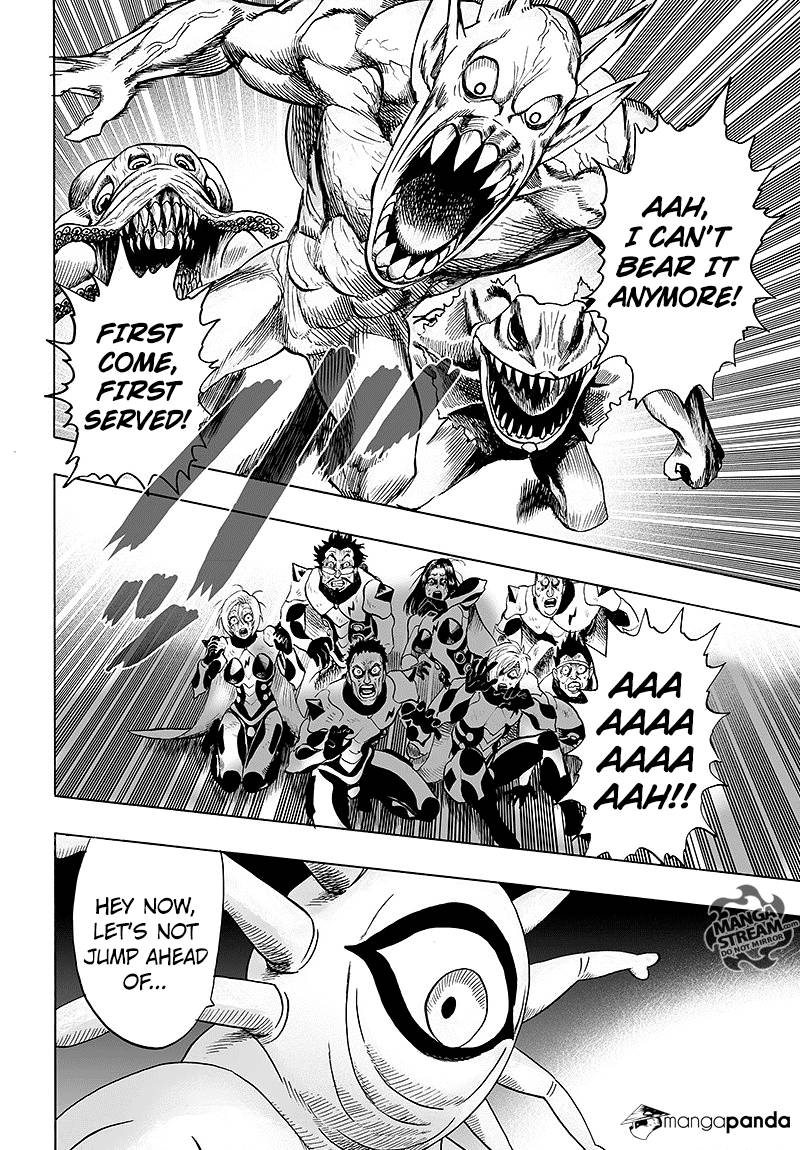 AAH,
I CAN'T
BEAR IT
ANYMORE!
FIRST
COME,
FIRST
SERVED!
AAA
AAAA
AAAA
AAH!!
HEY NOW,
LET'S NOT
JUMP AHEAD
OF...
MANGA
STREAM.com
DO NOT MIRROR
mangapanda